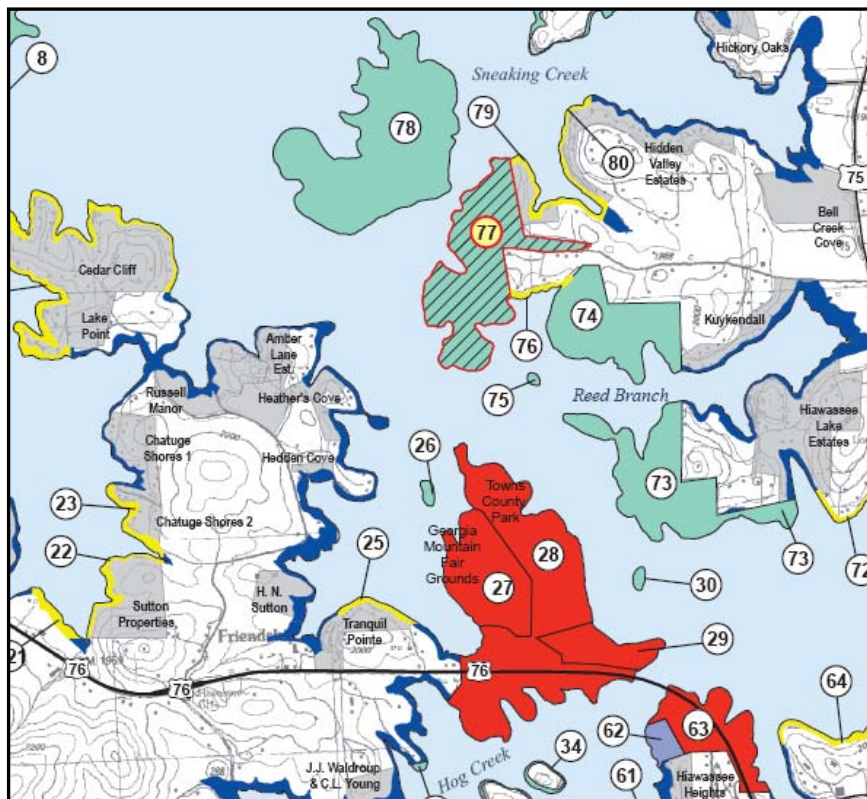 8
Sneaking Creek
Hickory Oaks
78
79
80
Hidden
Valley
Estates
75
77
Bell
Creek
Cove
Cedar Cliff
Lake
Point
74
Kuykendall
76
75
Amber
Lane
Est.
Russell
Manor
Heather's Cove
Reed Branch
Hiawassee
Lake
Estates
Chatuge
Shores 1
Hedden Cove
26
Towns
County
Park
73
23
Chatuge Shores 2
Georgia
Mountain
Fair
Grounds
28
27
73
72
22
25
30
Sutton
Properties
H. N.
Sutton
Tranquil
Pointe
29
21
76
76
76
64
62
63
34
J.J. Waldroup
& C.L. Young
Hog Creek
61
Hiawassee
Heights